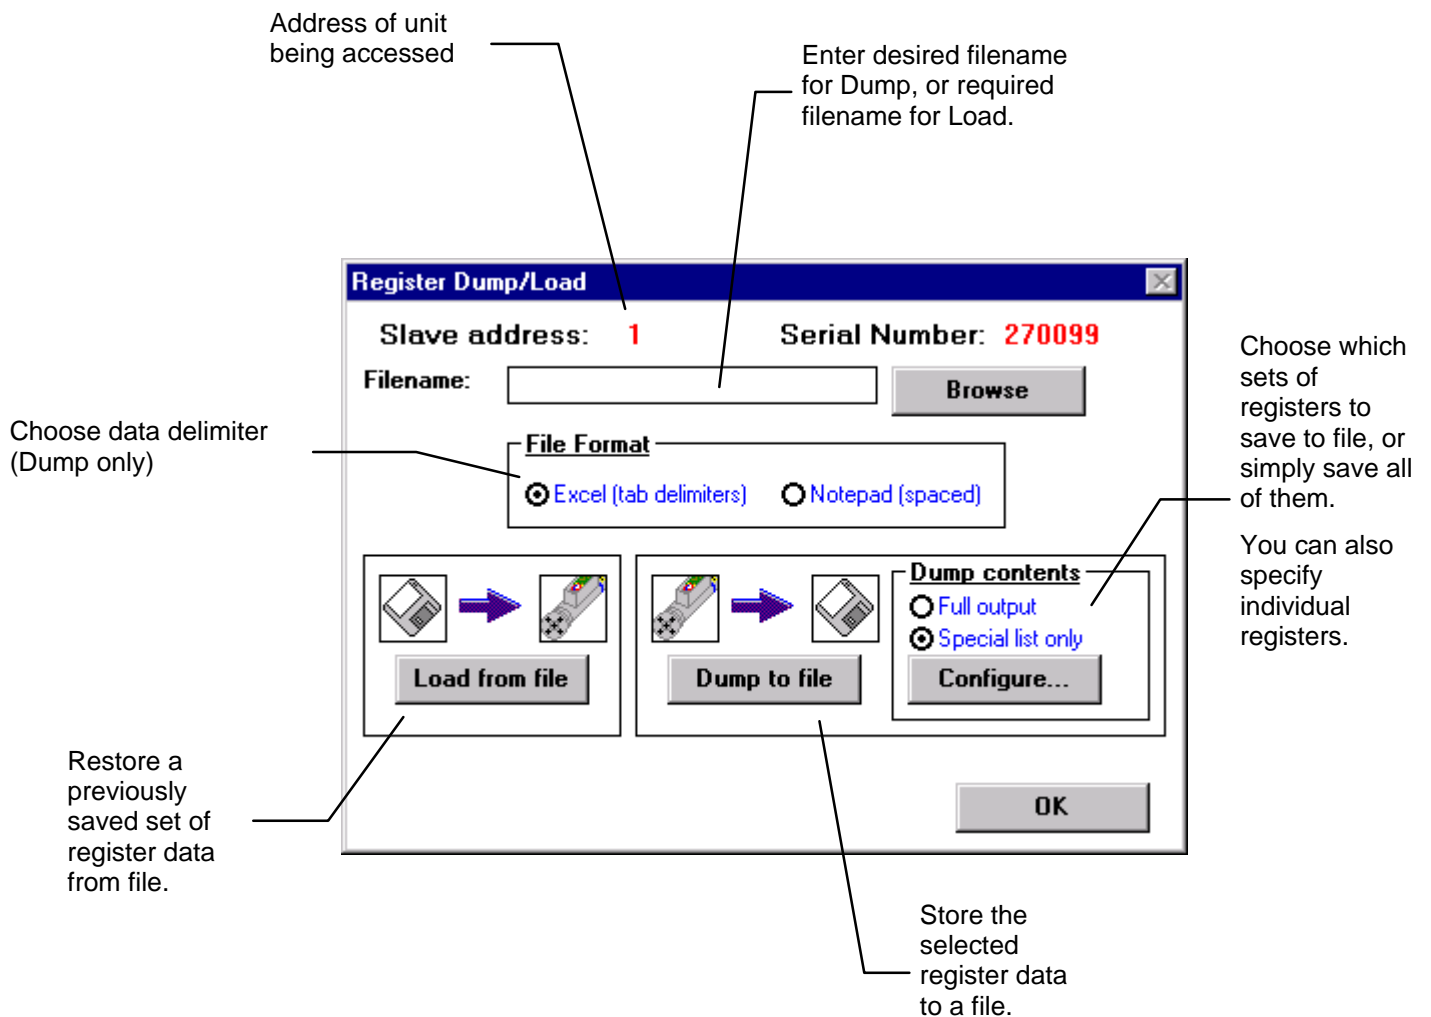 Address of unit
being accessed
Enter desired filename
for Dump, or required
filename for Load.
Register Dump/Load
Slave address: 1 Serial Number: 270099
Filename: Browse
Choose data delimiter
(Dump only)
File Format
Excel (tab delimiters) Notepad (spaced)
Choose which
sets of
registers to
save to file, or
simply save all
of them.
You can also
specify
individual
registers.
Load from file
Dump to file
Dump contents
Full output
Special list only
Configure...
OK
Restore a
previously
saved set of
register data
from file.
Store the
selected
register data
to a file.